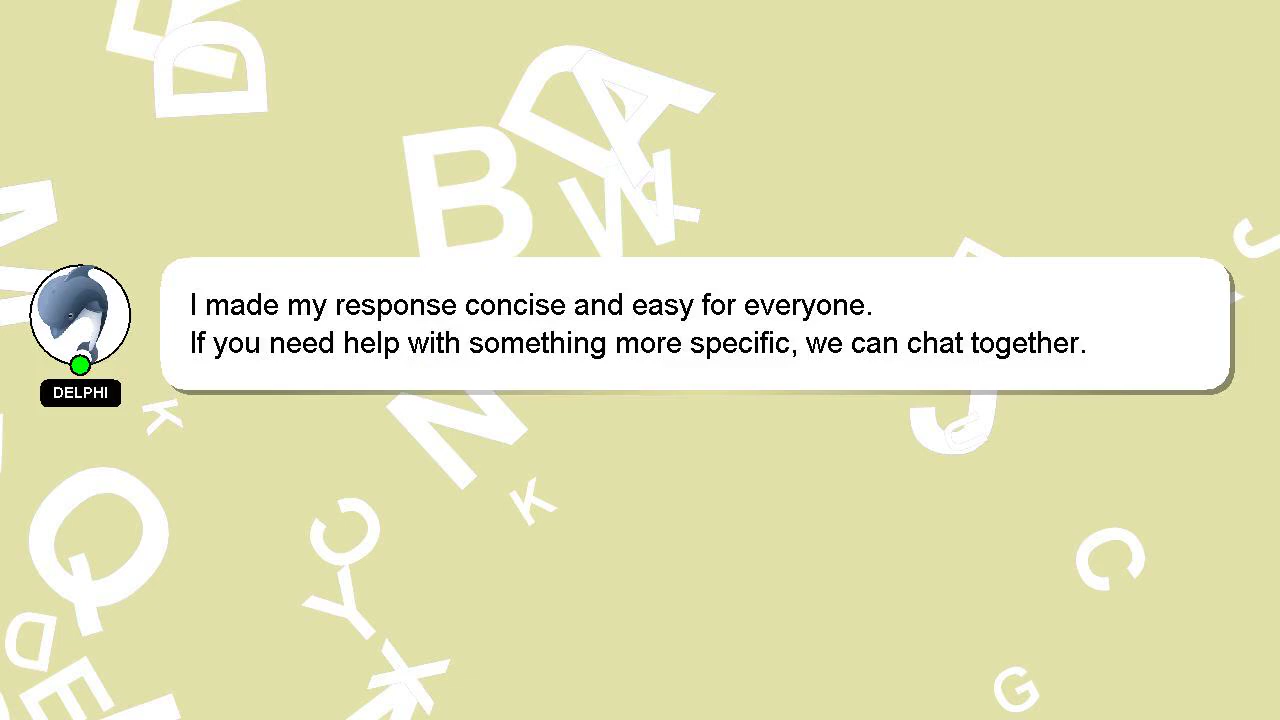 I made my response concise and easy for everyone.
If you need help with something more specific, we can chat together.
DELPHI